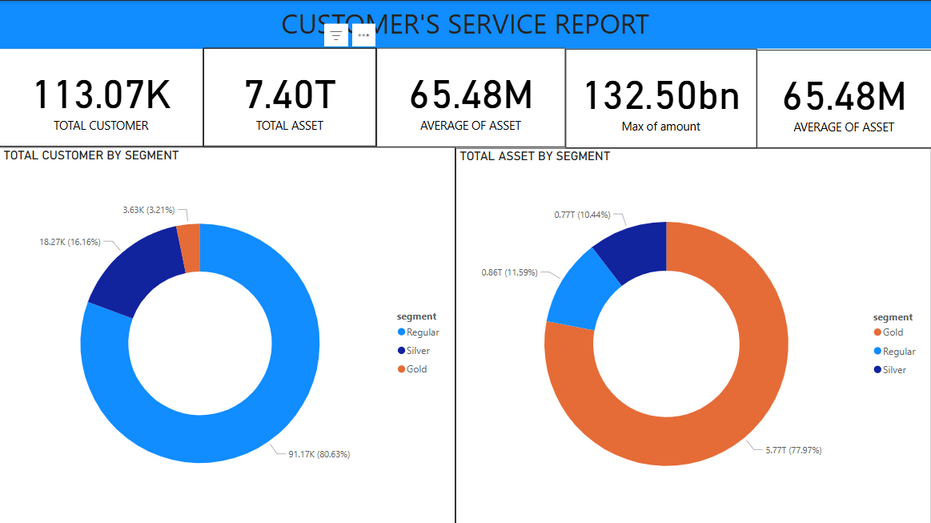 CUSTOMER'S SERVICE REPORT
113.07K
TOTAL CUSTOMER
7.40T
TOTAL ASSET
65.48M
AVERAGE OF ASSET
132.50bn
Max of amount
65.48M
AVERAGE OF ASSET
TOTAL CUSTOMER BY SEGMENT
3.63K (3.21%)
18.27K (16.16%)
91.17K (80.63%)
segment
Regular
Silver
Gold
TOTAL ASSET BY SEGMENT
0.77T (10.44%)
0.86T (11.59%)
5.77T (77.97%)
segment
Gold
Regular
Silver